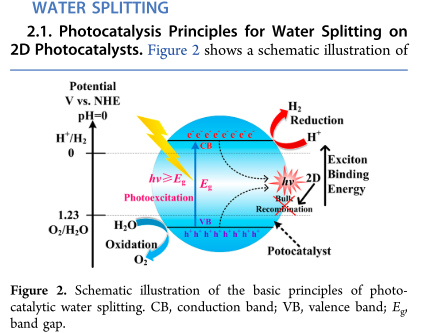 WATER SPLITTING
2.1. Photocatalysis Principles for Water Splitting on
2D Photocatalysts. Figure 2 shows a schematic illustration of
Potential
V vs. NHE
pH=0
H⁺/H₂
0
1.23
O₂/H₂O
e⁻ e⁻ e⁻ e⁻ e⁻ e⁻ e⁻
CB
hν≥Eg
Photoexcitation
Eg
VB
h⁺ h⁺ h⁺ h⁺ h⁺ h⁺ h⁺
H₂O
Oxidation
O₂
H₂
Reduction
H⁺
hν
2D
Bulk
Recombination
Exciton
Binding
Energy
Potocatalyst
Figure 2. Schematic illustration of the basic principles of photo-
catalytic water splitting. CB, conduction band; VB, valence band; Eg,
band gap.